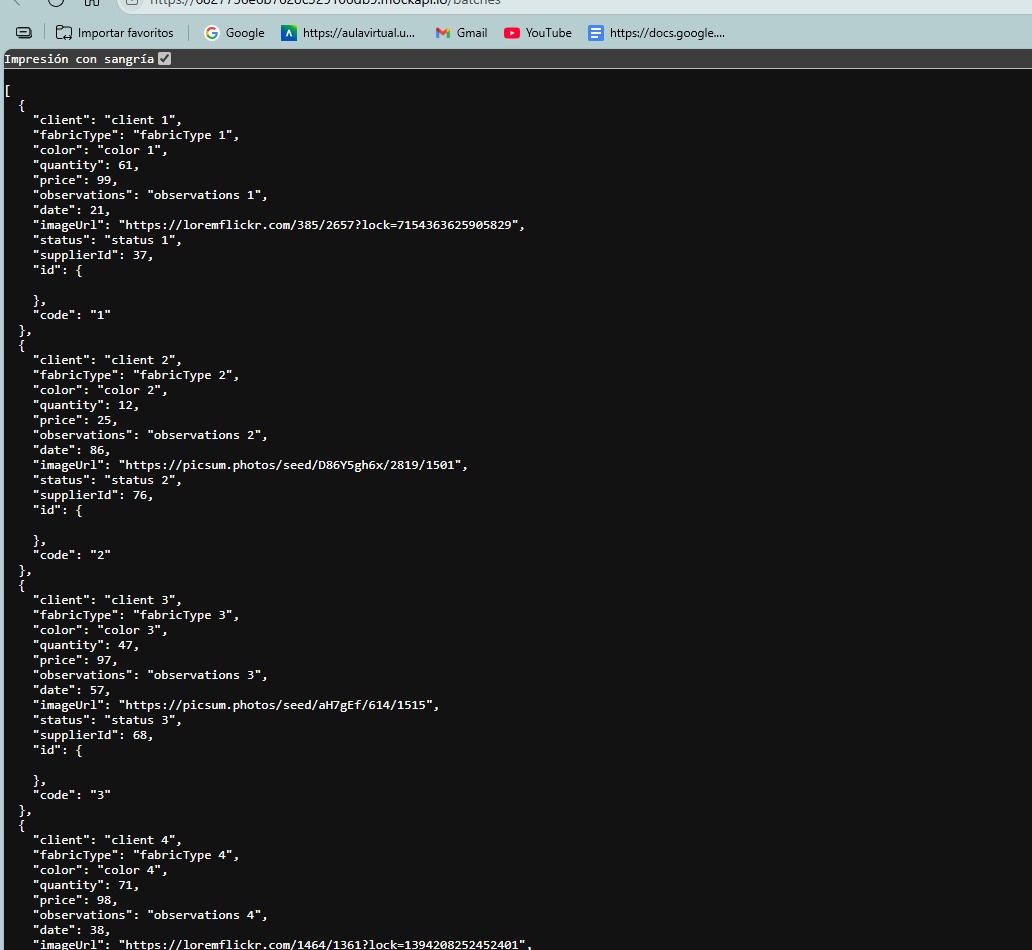 Importar favoritos
Google
https://aulavirtual.u...
Gmail
YouTube
https://docs.google....
Impresión con sangría
[
  {
    "client": "client 1",
    "fabricType": "fabricType 1",
    "color": "color 1",
    "quantity": 61,
    "price": 99,
    "observations": "observations 1",
    "date": 21,
    "imageUrl": "https://loremflickr.com/385/2657?lock=7154363625905829",
    "status": "status 1",
    "supplierId": 37,
    "id": {
    },
    "code": "1"
  },
  {
    "client": "client 2",
    "fabricType": "fabricType 2",
    "color": "color 2",
    "quantity": 12,
    "price": 25,
    "observations": "observations 2",
    "date": 86,
    "imageUrl": "https://picsum.photos/seed/D86Y5gh6x/2819/1501",
    "status": "status 2",
    "supplierId": 76,
    "id": {
    },
    "code": "2"
  },
  {
    "client": "client 3",
    "fabricType": "fabricType 3",
    "color": "color 3",
    "quantity": 47,
    "price": 97,
    "observations": "observations 3",
    "date": 57,
    "imageUrl": "https://picsum.photos/seed/aH7gEf/614/1515",
    "status": "status 3",
    "supplierId": 68,
    "id": {
    },
    "code": "3"
  },
  {
    "client": "client 4",
    "fabricType": "fabricType 4",
    "color": "color 4",
    "quantity": 71,
    "price": 98,
    "observations": "observations 4",
    "date": 38,
    "imageUrl": "https://loremflickr.com/1464/1361?lock=1394208252452401",